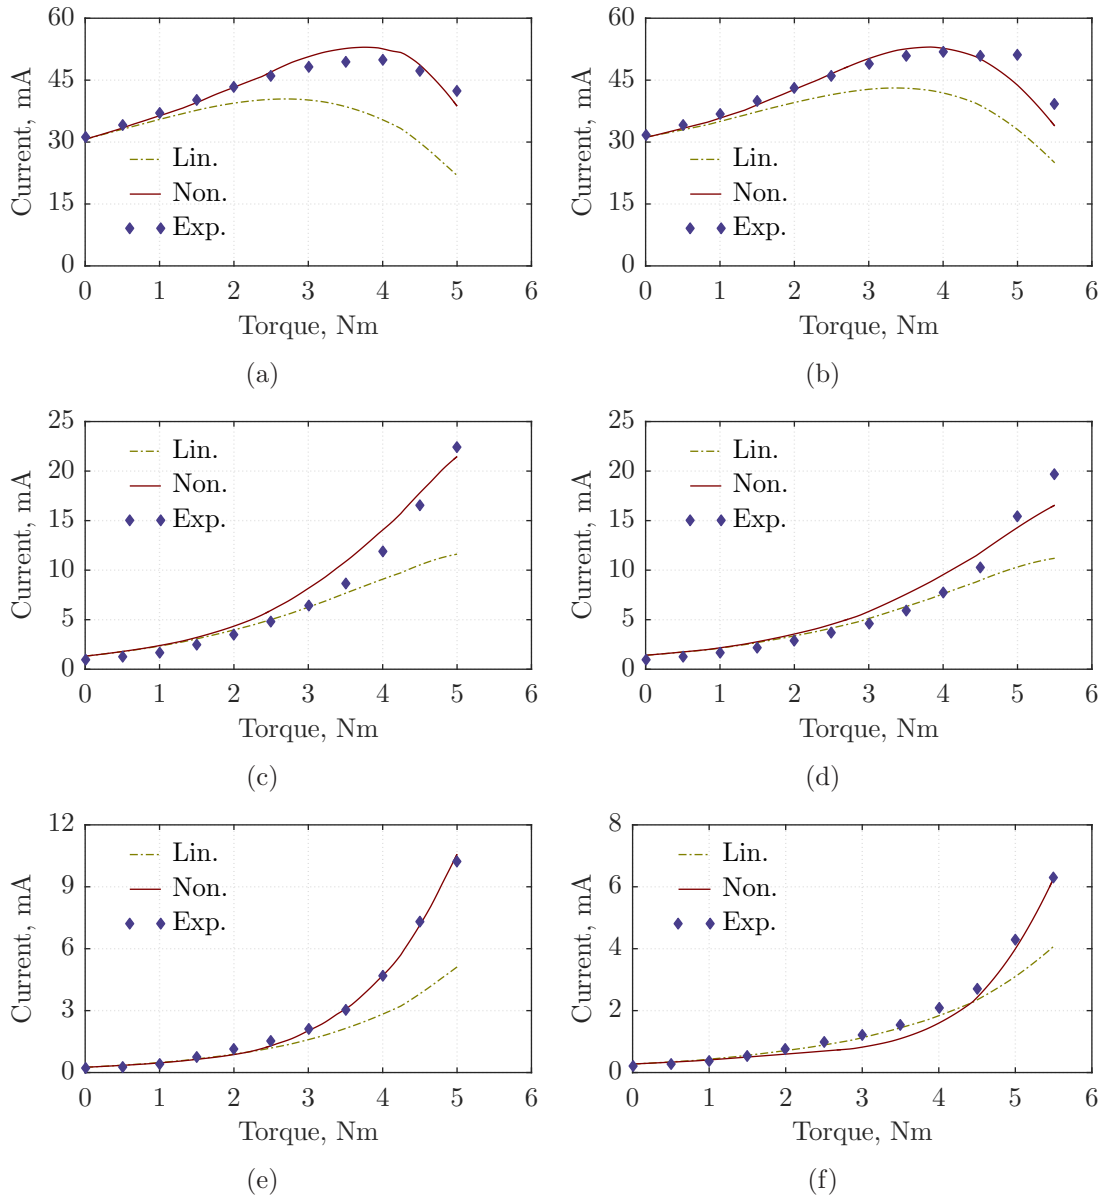 60
45
30
15
0
Current, mA
Lin.
Non.
Exp.
0 1 2 3 4 5 6
Torque, Nm
(a)
60
45
30
15
0
Current, mA
Lin.
Non.
Exp.
0 1 2 3 4 5 6
Torque, Nm
(b)
25
20
15
10
5
0
Current, mA
Lin.
Non.
Exp.
0 1 2 3 4 5 6
Torque, Nm
(c)
25
20
15
10
5
0
Current, mA
Lin.
Non.
Exp.
0 1 2 3 4 5 6
Torque, Nm
(d)
12
9
6
3
0
Current, mA
Lin.
Non.
Exp.
0 1 2 3 4 5 6
Torque, Nm
(e)
8
6
4
2
0
Current, mA
Lin.
Non.
Exp.
0 1 2 3 4 5 6
Torque, Nm
(f)